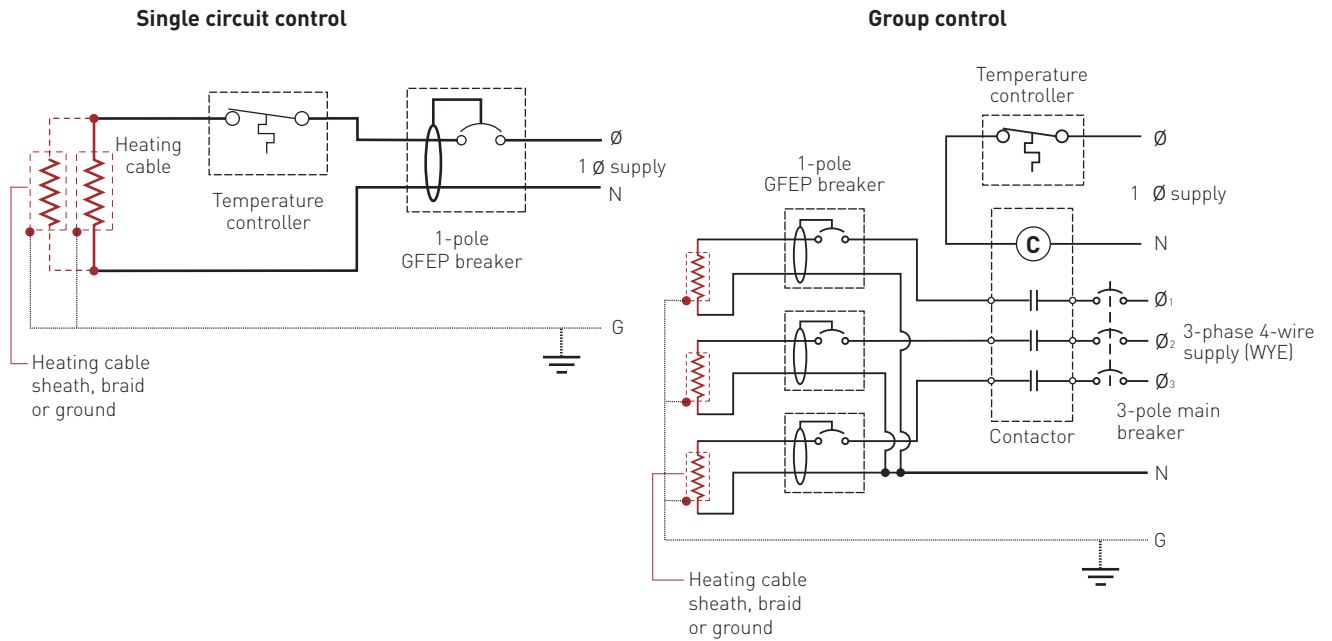 Single circuit control
Heating
cable
Temperature
controller
1-pole
GFEP breaker
Ø
1 Ø supply
N
G
Heating cable
sheath, braid
or ground
Group control
Temperature
controller
Ø
1 Ø supply
N
1-pole
GFEP breaker
C
Ø1
Ø2
Ø3
3-phase 4-wire
supply (WYE)
3-pole main
breaker
Contactor
N
G
Heating cable
sheath, braid
or ground